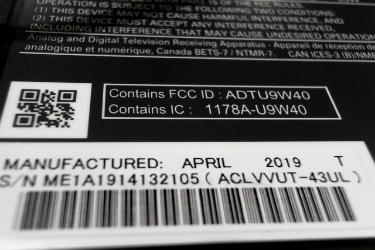 OPERATION IS SUBJECT TO THE FOLLOWING TWO CONDITIONS:
(1) THIS DEVICE MAY NOT CAUSE HARMFUL INTERFERENCE, AND
(2) THIS DEVICE MUST ACCEPT ANY INTERFERENCE RECEIVED,
INCLUDING INTERFERENCE THAT MAY CAUSE UNDESIRED OPERATION
Analog and Digital Television Receiving Apparatus - Appareil de réception de
analogique et numérique, Canada BETS-7 / NTMR-7. CAN ICES-3 (B)/NM
Contains FCC ID : ADTU9W40
Contains IC : 1178A-U9W40
MANUFACTURED: APRIL 2019 T
S/N ME1A1914132105 ( ACLVVUT-43UL )